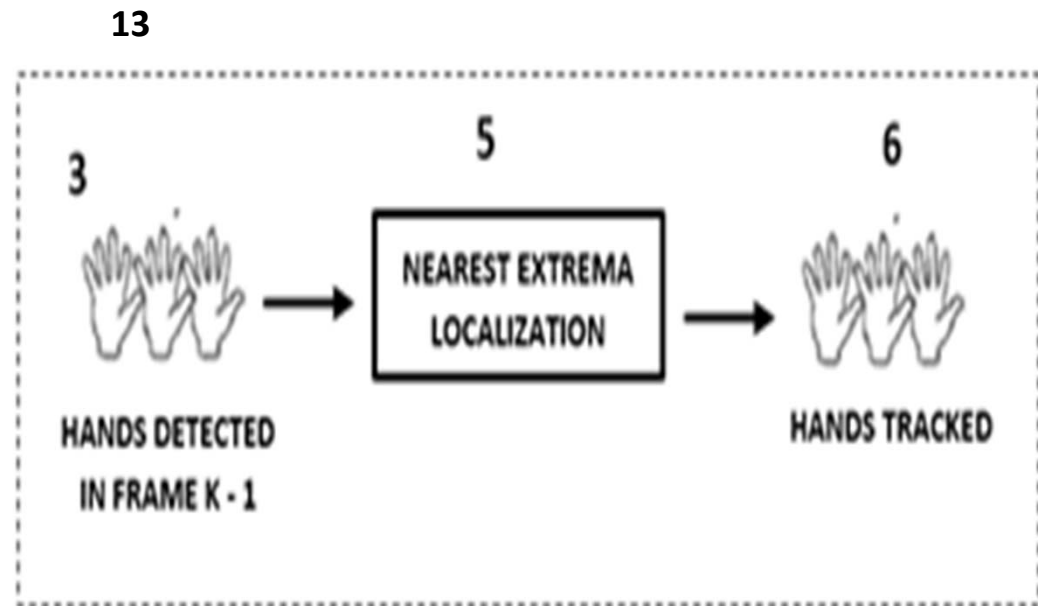 13
3
5
6
NEAREST EXTREMA
LOCALIZATION
HANDS DETECTED
IN FRAME K - 1
HANDS TRACKED